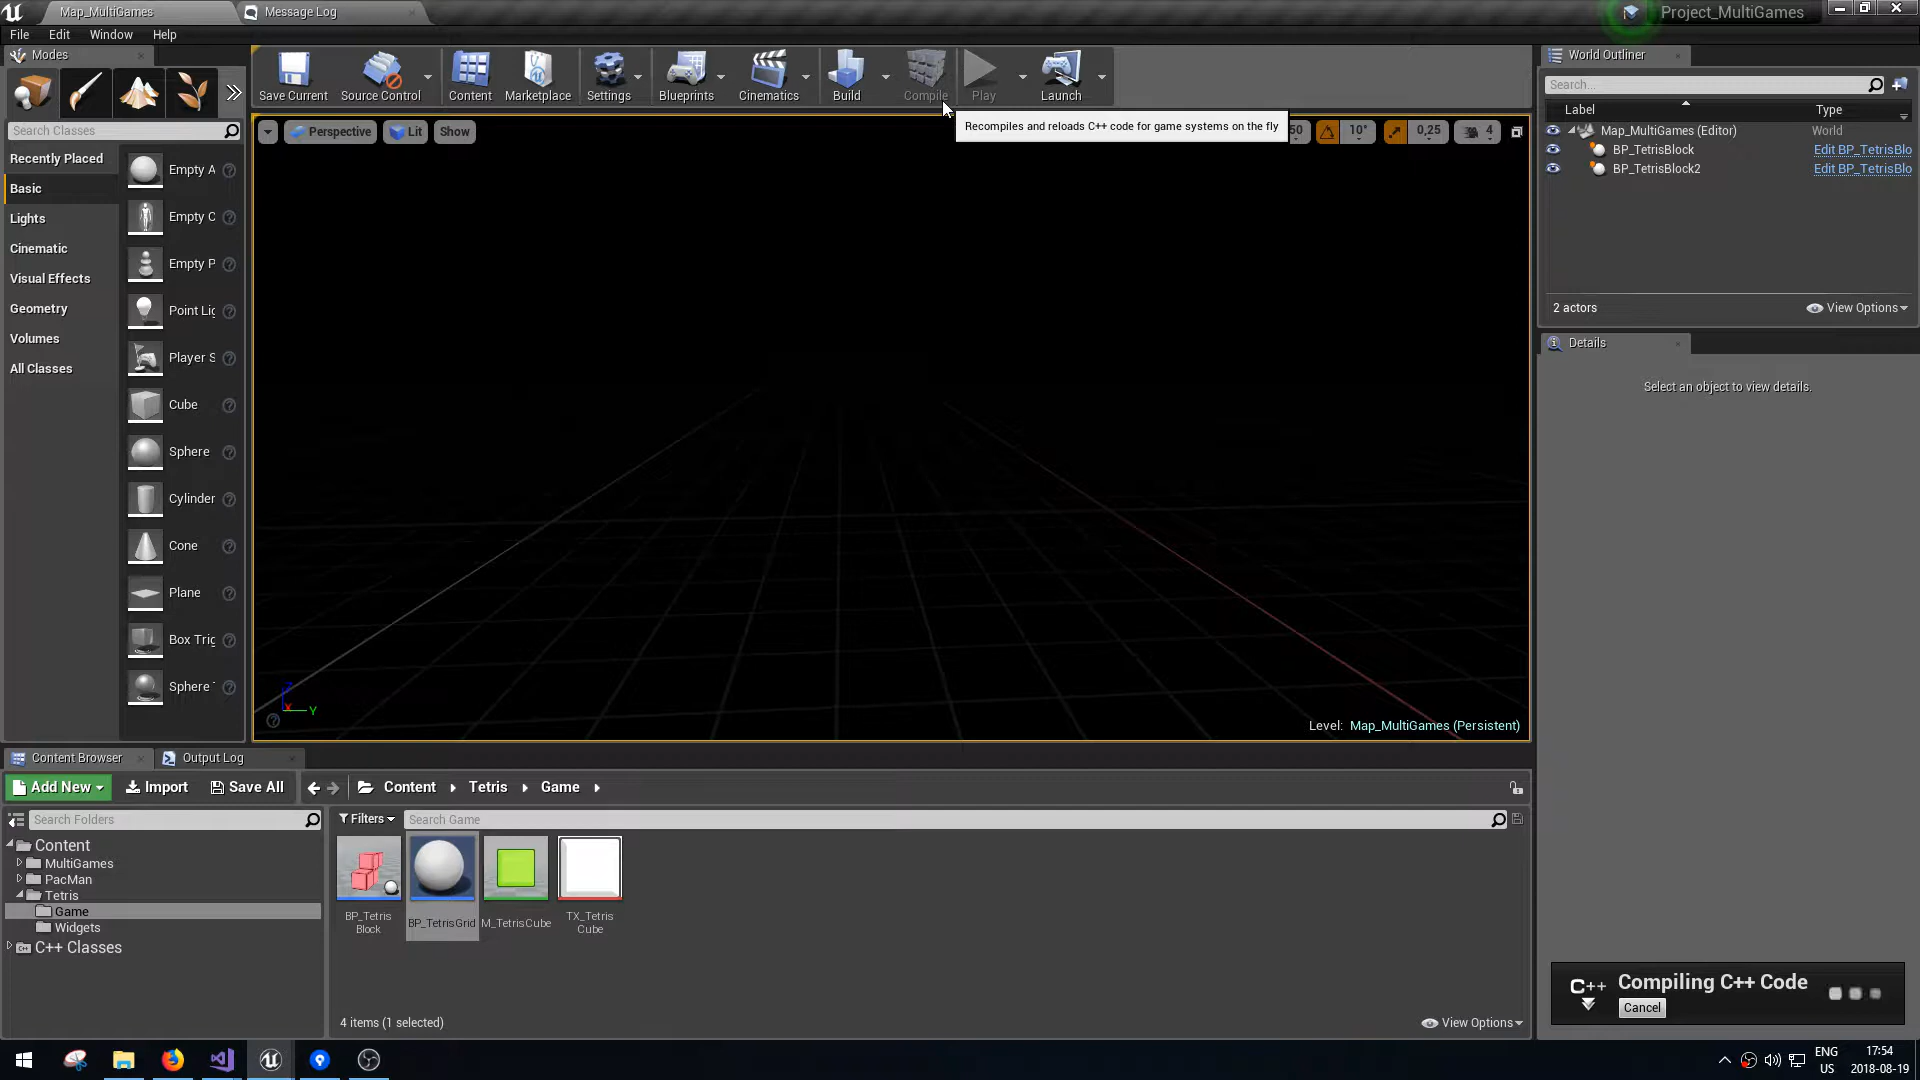 Map_MultiGames
Message Log
Project_MultiGames
File Edit Window Help
Modes
Save Current
Source Control
Content
Marketplace
Settings
Blueprints
Cinematics
Build
Compile
Play
Launch
Recompiles and reloads C++ code for game systems on the fly
Search Classes
Recently Placed
Basic
Lights
Cinematic
Visual Effects
Geometry
Volumes
All Classes
Empty A
Empty C
Empty P
Point Lig
Player S
Cube
Sphere
Cylinder
Cone
Plane
Box Trig
Sphere
Perspective
Lit
Show
50
10°
0,25
4
Z
X
Y
Level: Map_MultiGames (Persistent)
World Outliner
Search...
Label
Type
Map_MultiGames (Editor) World
BP_TetrisBlock Edit BP_TetrisBlo
BP_TetrisBlock2 Edit BP_TetrisBlo
2 actors
View Options
Details
Select an object to view details.
Content Browser
Output Log
Add New
Import
Save All
Content
Tetris
Game
Search Folders
Filters
Search Game
Content
MultiGames
PacMan
Tetris
Game
Widgets
C++ Classes
BP_Tetris
Block
BP_TetrisGrid
M_TetrisCube
TX_Tetris
Cube
4 items (1 selected)
View Options
C++
Compiling C++ Code
Cancel
ENG
US
17:54
2018-08-19